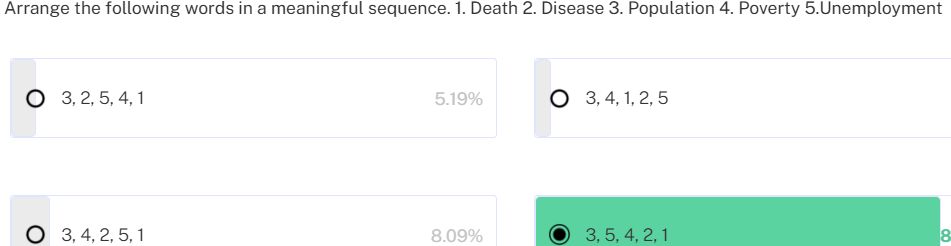 Arrange the following words in a meaningful sequence. 1. Death 2. Disease 3. Population 4. Poverty 5.Unemployment
3, 2, 5, 4, 1 5.19%
3, 4, 1, 2, 5
3, 4, 2, 5, 1 8.09%
3, 5, 4, 2, 1 8